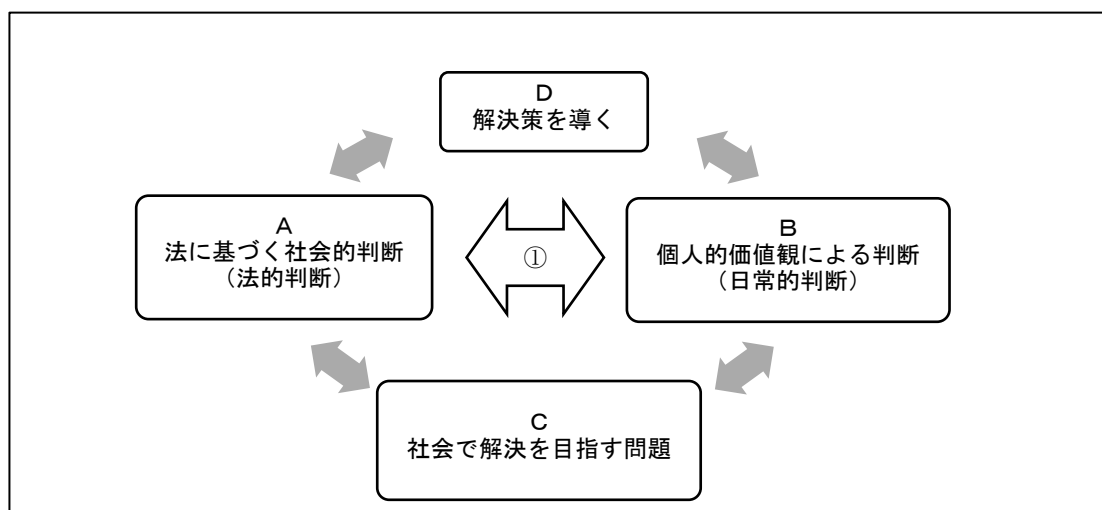 D
解決策を導く
A
法に基づく社会的判断
(法的判断)
①
B
個人的価値観による判断
(日常的判断)
C
社会で解決を目指す問題